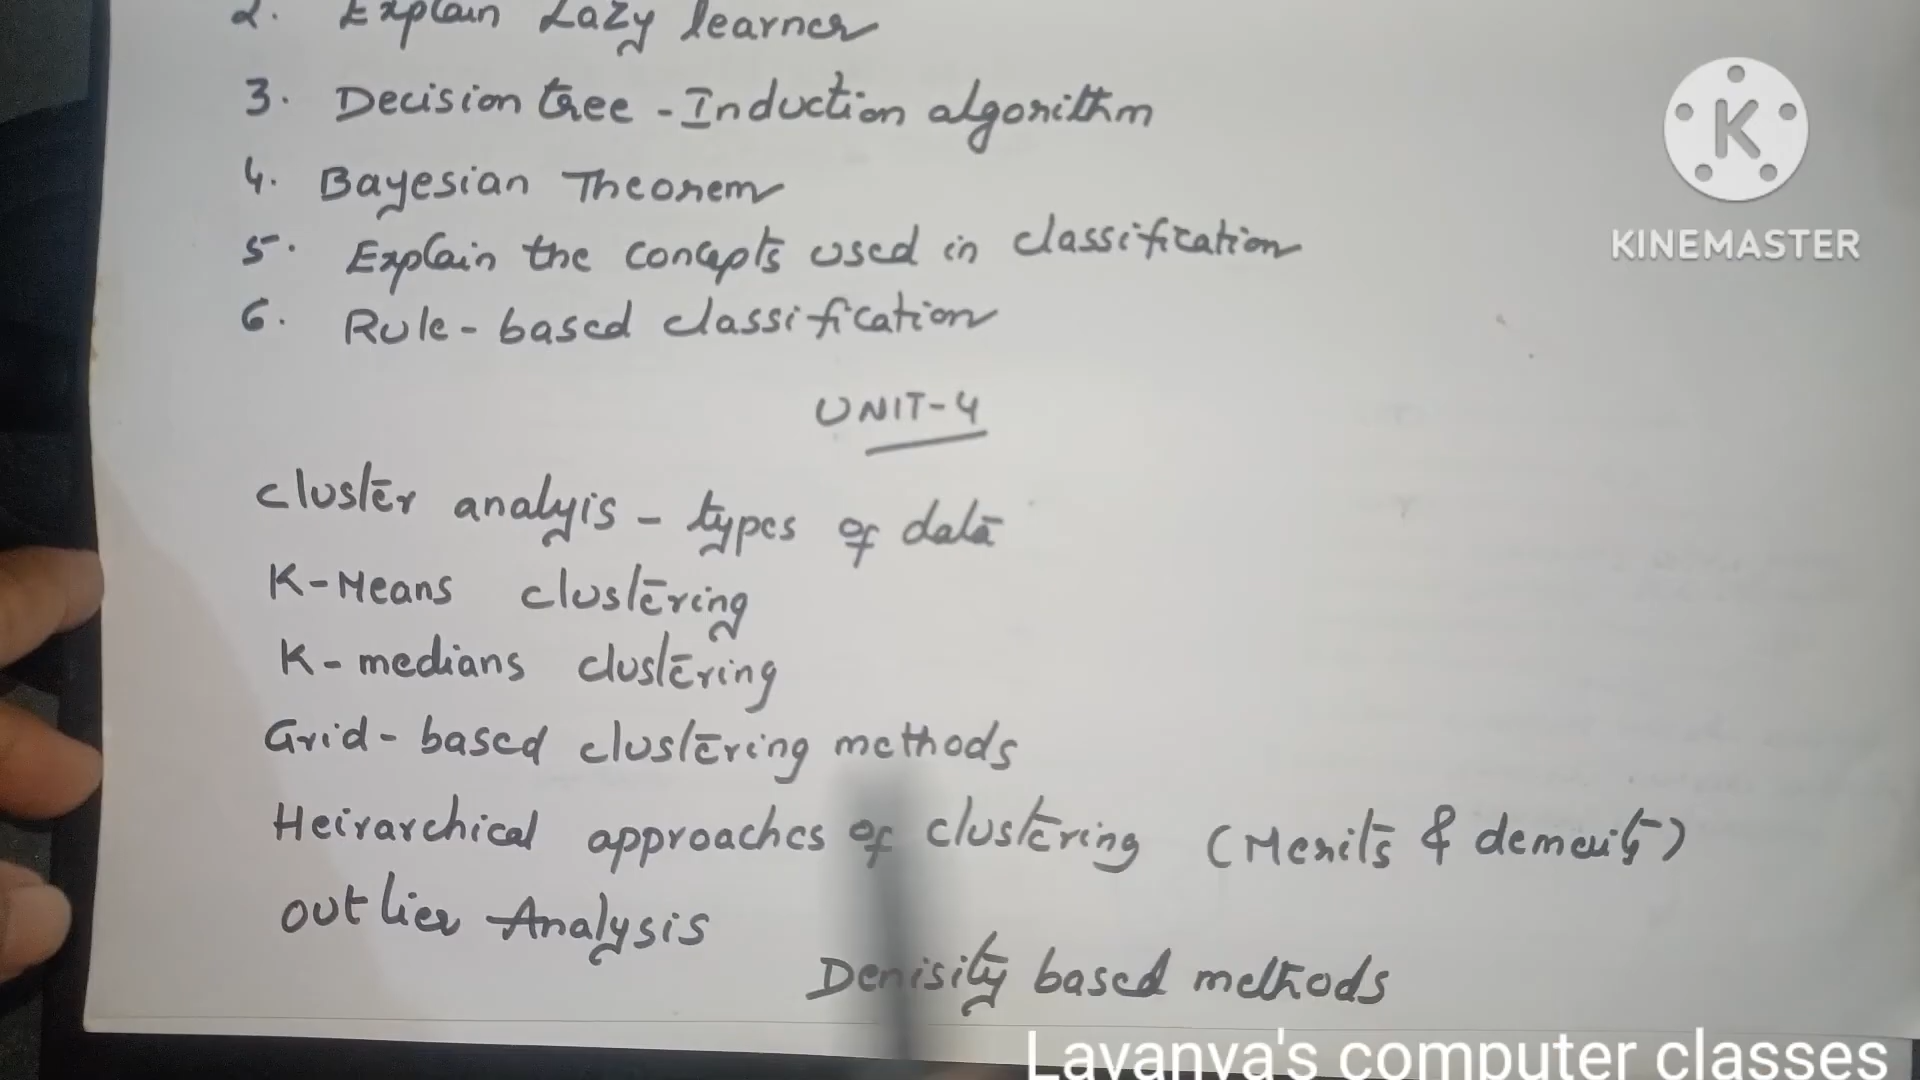 2. Explain Lazy learner
3. Decision tree - Induction algorithm
4. Bayesian Theorem
5. Explain the concepts used in classification
6. Rule-based classification
UNIT-4
cluster analyis - types of data
K-Means clustering
K-medians clustering
Grid-based clustering methods
Heirarchical approaches of clustering (Merits & demerits)
outlier Analysis
Denisity based methods
K
KINEMASTER
Lavanya's computer classes